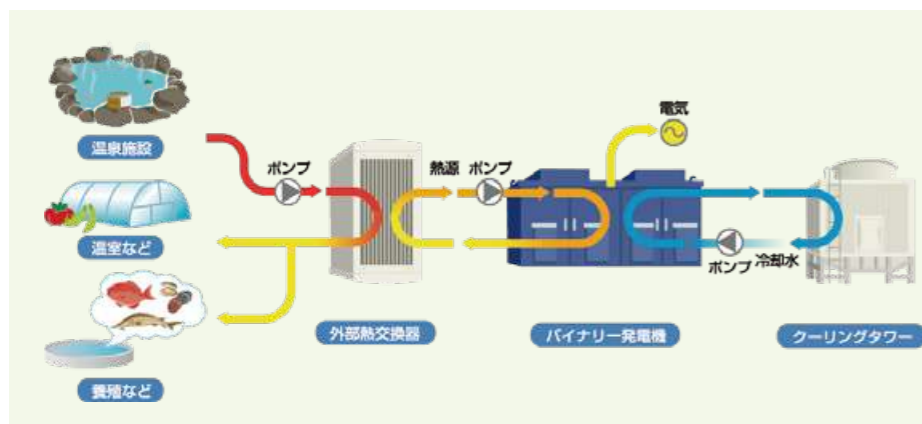 電気
温泉施設
ポンプ
熱源
ポンプ
温室など
ポンプ
冷却水
養殖など
外部熱交換器
バイナリー発電機
クーリングタワー